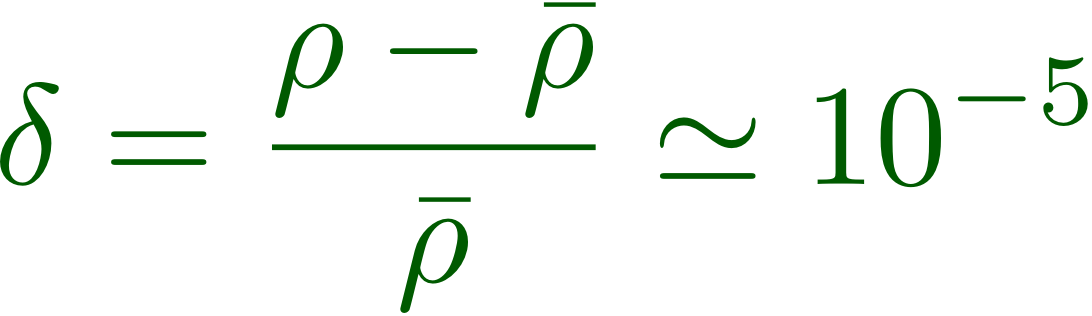 δ = (ρ − ρ̄) / ρ̄ ≃ 10⁻⁵